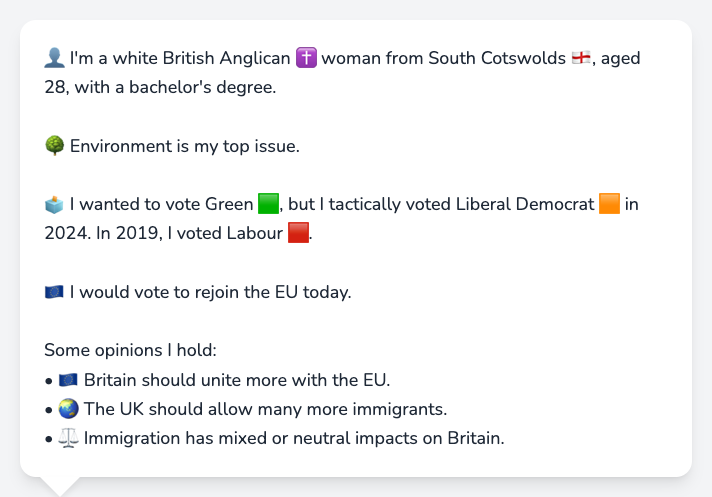 👤 I'm a white British Anglican ✝️ woman from South Cotswolds 🏴󠁧󠁢󠁥󠁮󠁧󠁿, aged
28, with a bachelor's degree.
🌳 Environment is my top issue.
🗳️ I wanted to vote Green 🟩, but I tactically voted Liberal Democrat 🟧 in
2024. In 2019, I voted Labour 🟥.
🇪🇺 I would vote to rejoin the EU today.
Some opinions I hold:
• 🇪🇺 Britain should unite more with the EU.
• 🌏 The UK should allow many more immigrants.
• ⚖️ Immigration has mixed or neutral impacts on Britain.